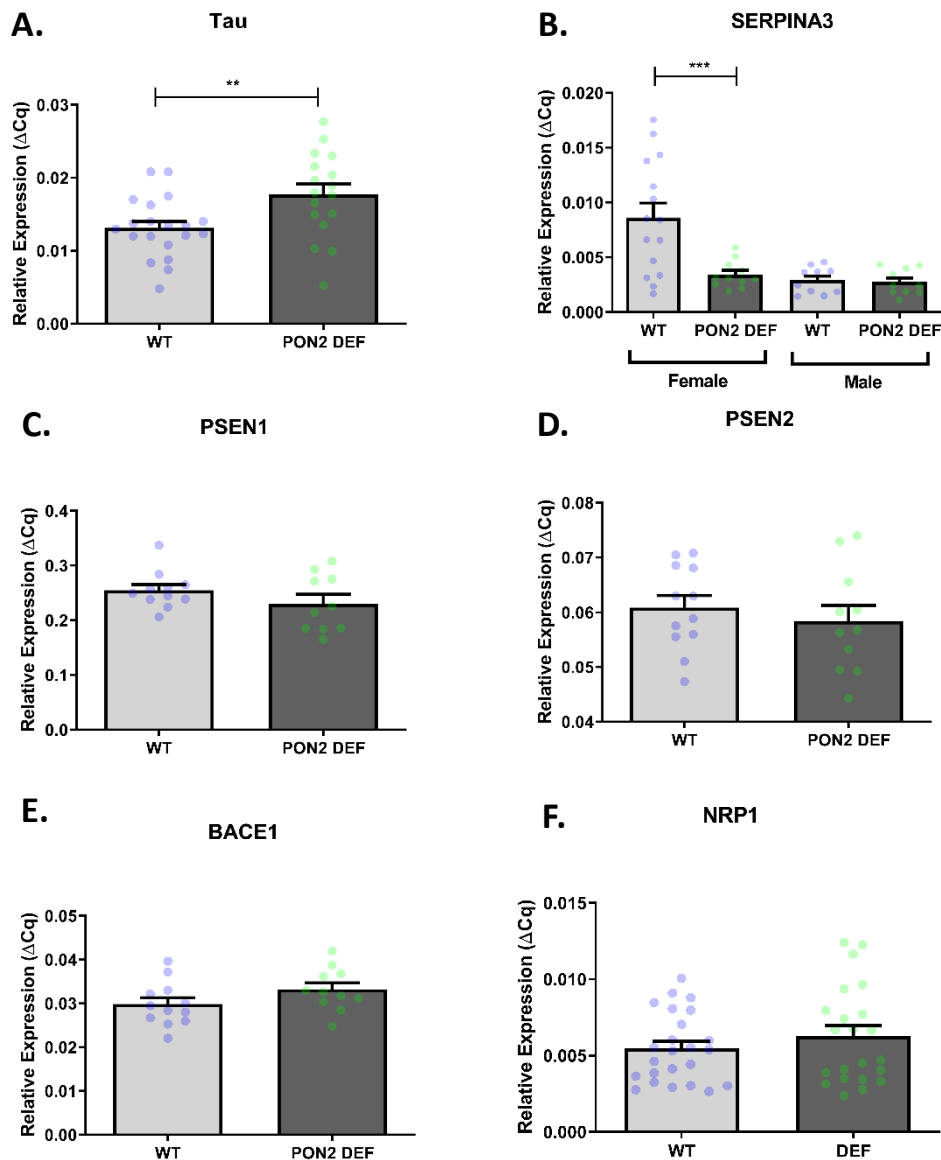 A.
Tau
**
Relative Expression (ΔCq)
0.03
0.02
0.01
0.00
WT
PON2 DEF
B.
SERPINA3
***
Relative Expression (ΔCq)
0.020
0.015
0.010
0.005
0.000
WT
PON2 DEF
WT
PON2 DEF
Female
Male
C.
PSEN1
Relative Expression (ΔCq)
0.4
0.3
0.2
0.1
0.0
WT
PON2 DEF
D.
PSEN2
Relative Expression (ΔCq)
0.08
0.07
0.06
0.05
0.04
WT
PON2 DEF
E.
BACE1
Relative Expression (ΔCq)
0.05
0.04
0.03
0.02
0.01
0.00
WT
PON2 DEF
F.
NRP1
Relative Expression (ΔCq)
0.015
0.010
0.005
0.000
WT
DEF